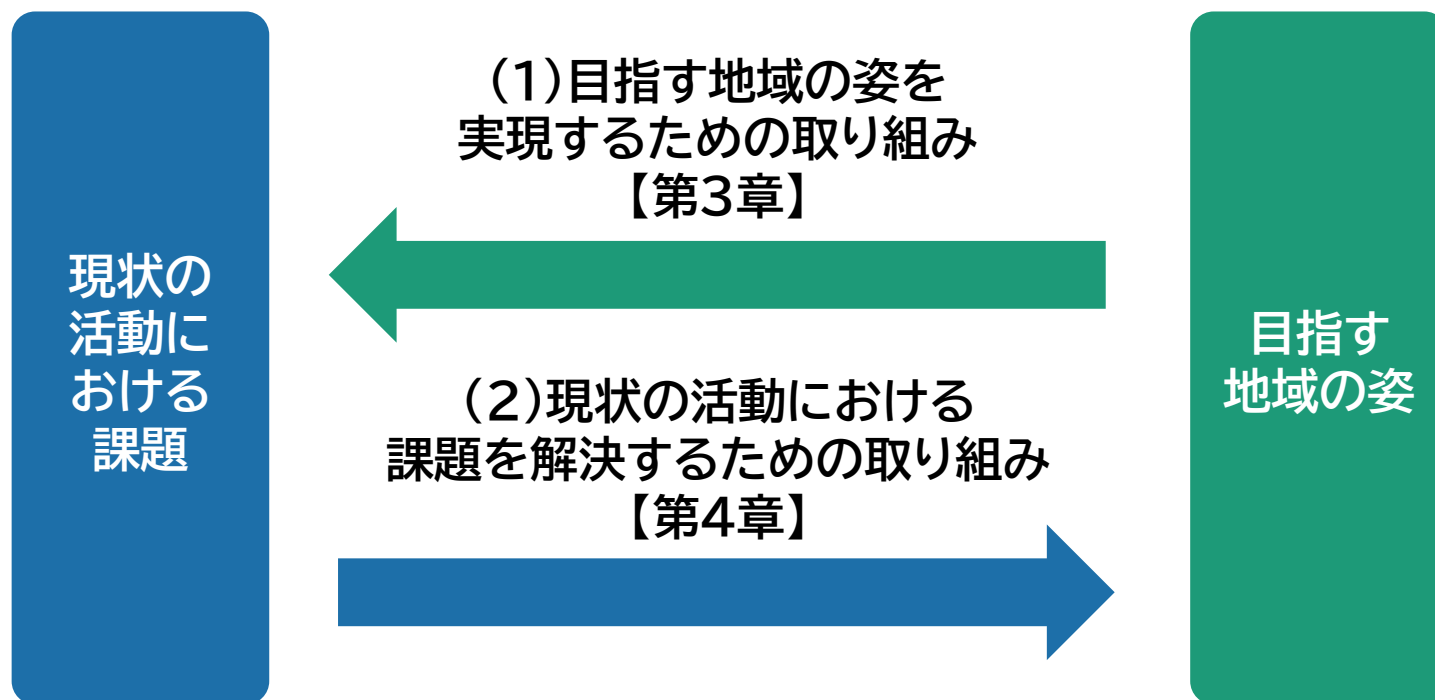 現状の
活動に
おける
課題
(1)目指す地域の姿を
実現するための取り組み
【第3章】
(2)現状の活動における
課題を解決するための取り組み
【第4章】
目指す
地域の姿